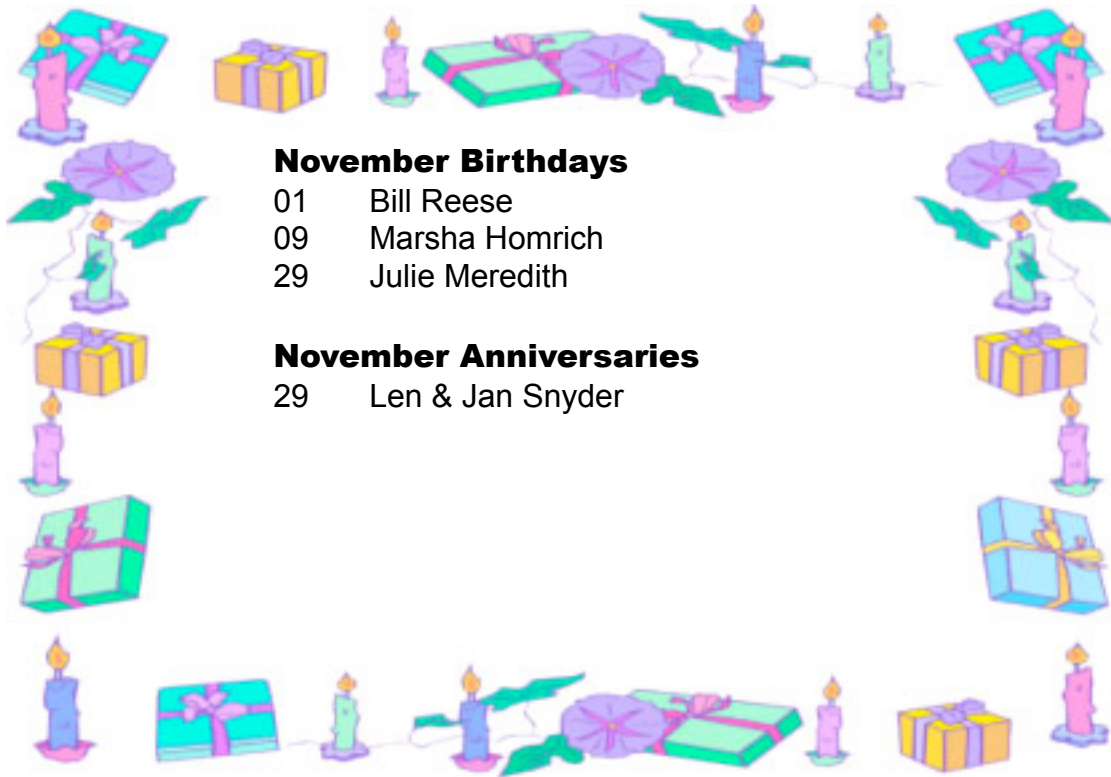 November Birthdays
01 Bill Reese
09 Marsha Homrich
29 Julie Meredith
November Anniversaries
29 Len & Jan Snyder